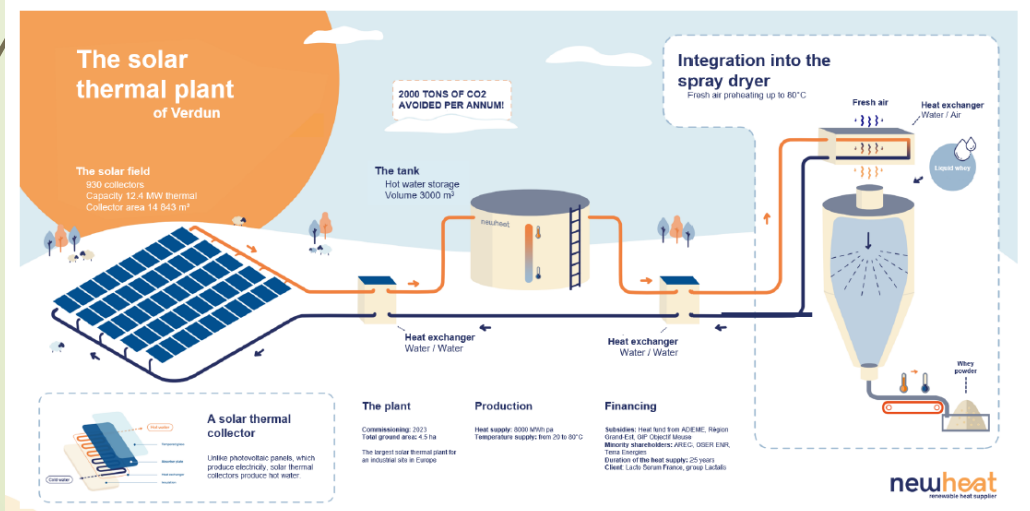 The solar
thermal plant
of Verdun
2000 TONS OF CO2
AVOIDED PER ANNUM!
Integration into the
spray dryer
Fresh air preheating up to 80°C
Fresh air
Heat exchanger
Water / Air
Liquid whey
The solar field
930 collectors
Capacity 12.4 MW thermal
Collector area 14 843 m²
The tank
Hot water storage
Volume 3000 m³
newheat
Heat exchanger
Water / Water
Heat exchanger
Water / Water
Whey
powder
A solar thermal
collector
Unlike photovoltaic panels, which
produce electricity, solar thermal
collectors produce hot water.
Hot water
Absorber plate
Heat exchanger
Cold water
The plant
Commissioning: 2023
Total ground area: 4.5 ha
The largest solar thermal plant for
an industrial site in Europe
Production
Heat supply: 8000 MWh pa
Temperature supply: from 20 to 80°C
Financing
Subsidies: Heat fund from ADEME, Région
Grand-Est, GIP Objectif Meuse
Minority shareholders: AREC, OSER ENR,
Terra Energies
Duration of the heat supply: 25 years
Client: Lacto Serum France, group Lactalis
newheat
renewable heat supplier